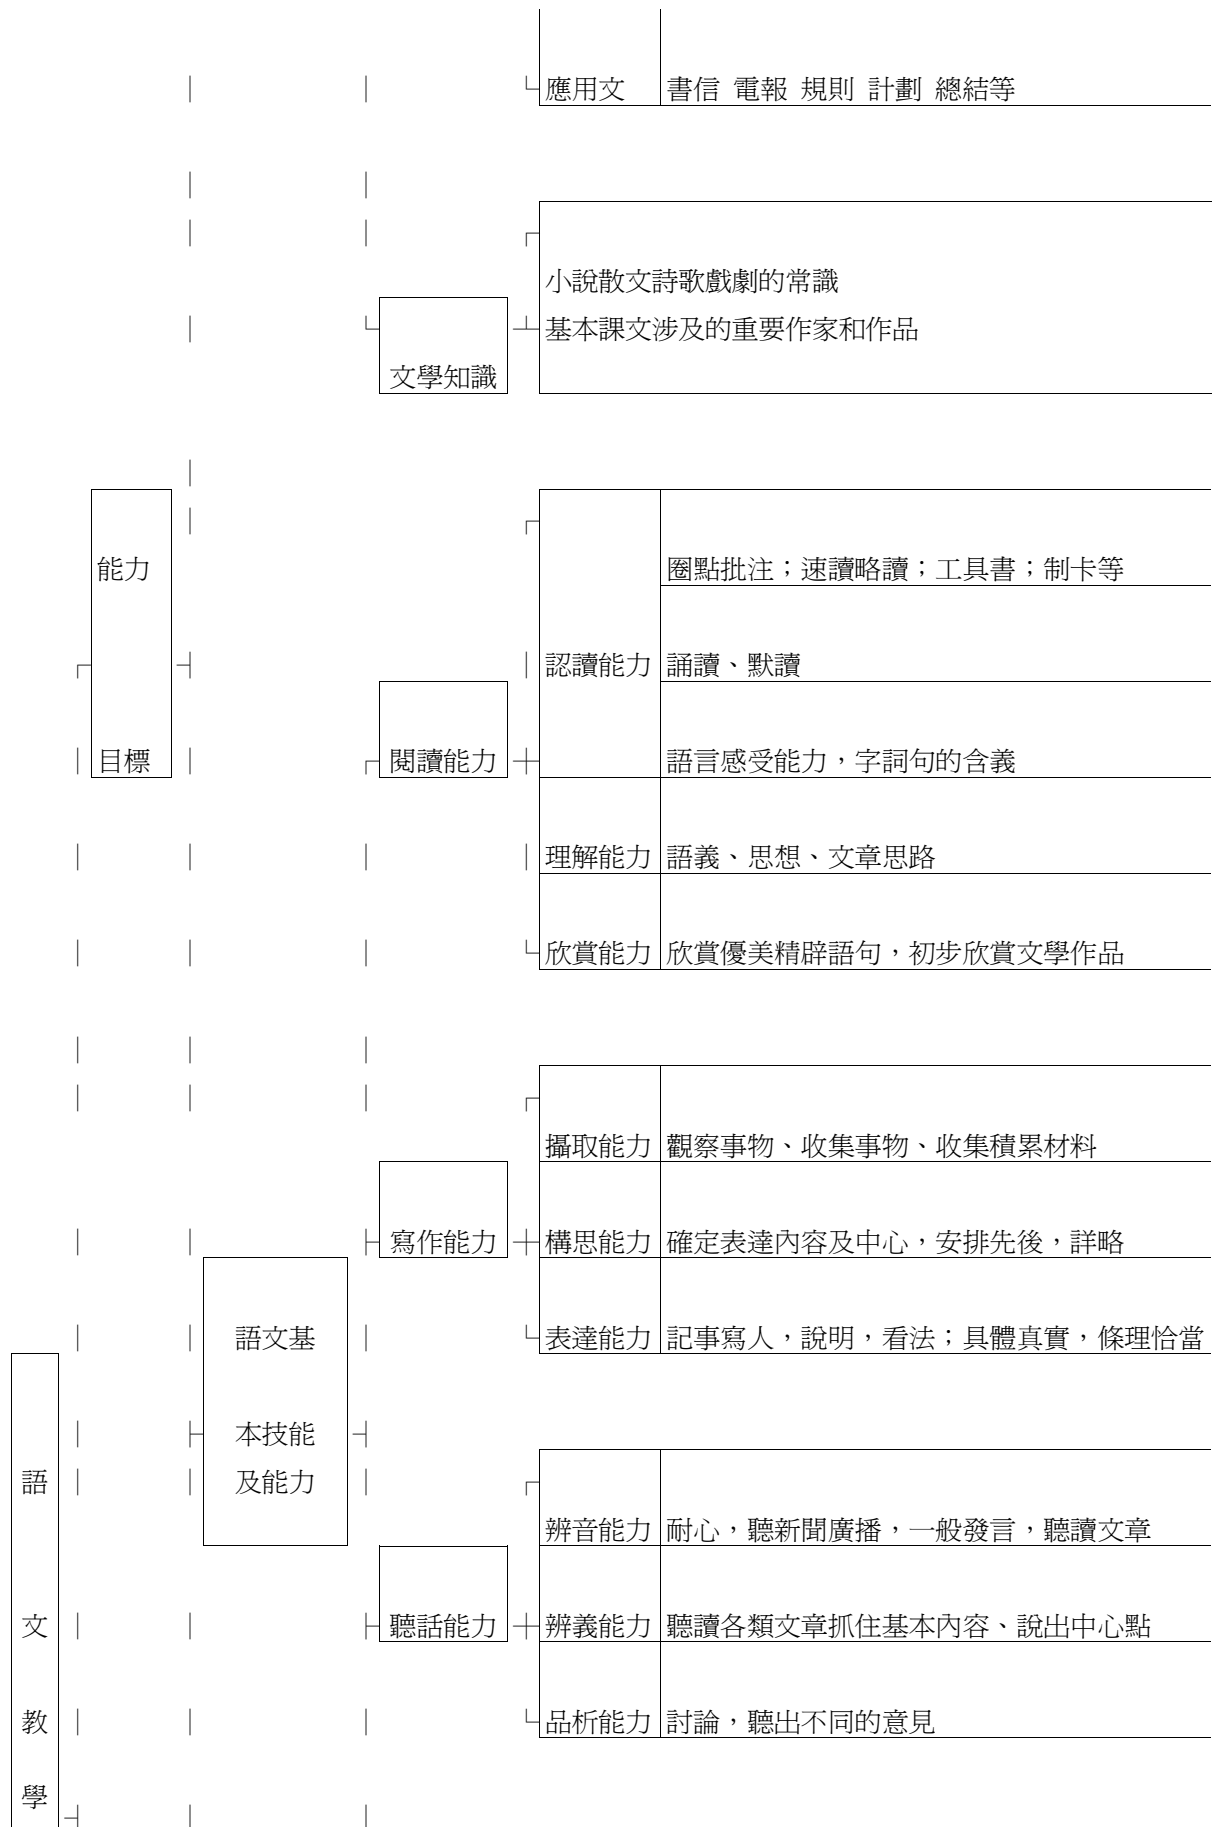 應用文 書信 電報 規則 計劃 總結等
小說散文詩歌戲劇的常識
基本課文涉及的重要作家和作品
文學知識
能力
圈點批注；速讀略讀；工具書；制卡等
認讀能力 誦讀、默讀
目標 閱讀能力 語言感受能力，字詞句的含義
理解能力 語義、思想、文章思路
欣賞能力 欣賞優美精辟語句，初步欣賞文學作品
攝取能力 觀察事物、收集事物、收集積累材料
寫作能力 構思能力 確定表達內容及中心，安排先後，詳略
語文基 表達能力 記事寫人，說明，看法；具體真實，條理恰當
本技能
語 及能力
辨音能力 耐心，聽新聞廣播，一般發言，聽讀文章
文 聽話能力 辨義能力 聽讀各類文章抓住基本內容、說出中心點
教 品析能力 討論，聽出不同的意見
學